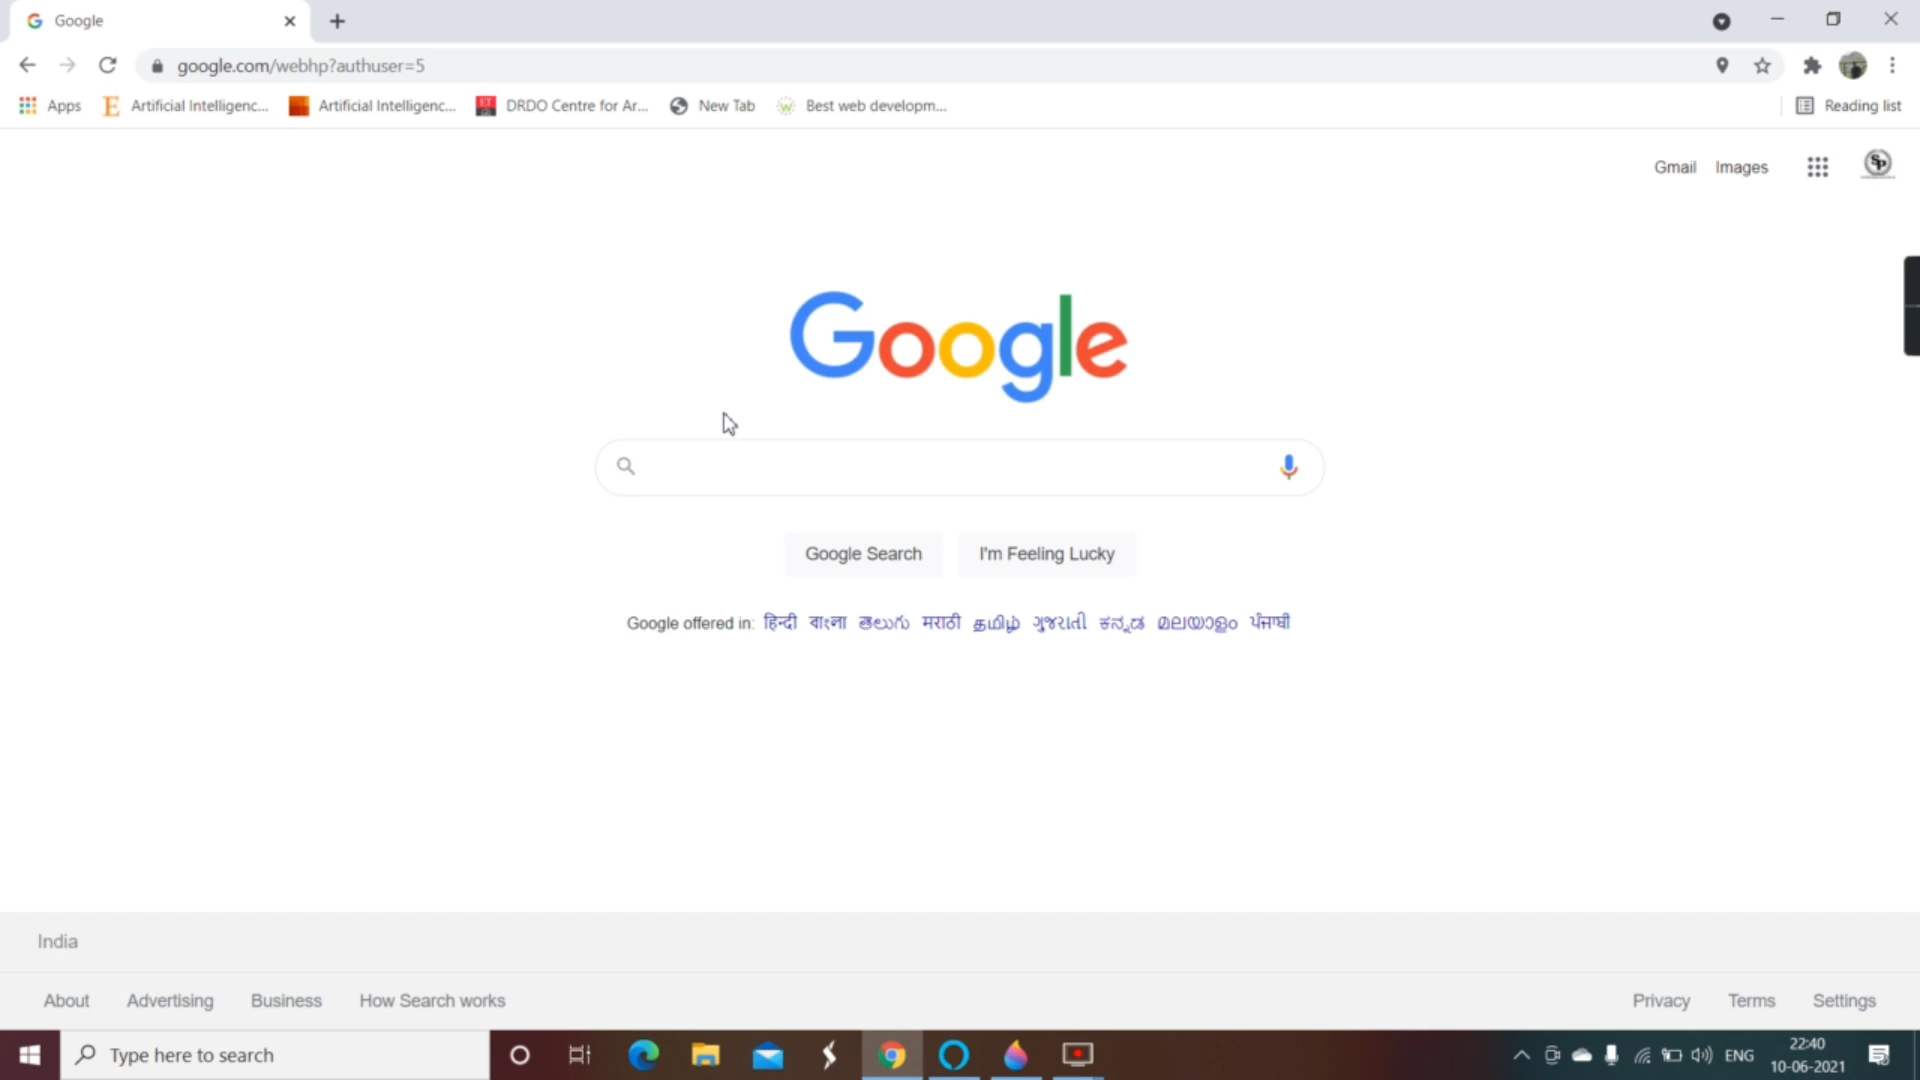 Google
google.com/webhp?authuser=5
Apps Artificial Intelligenc... Artificial Intelligenc... DRDO Centre for Ar... New Tab Best web developm... Reading list
Gmail Images
Google
Google Search I'm Feeling Lucky
Google offered in: हिन्दी বাংলা తెలుగు मराठी தமிழ் ગુજરાતી ಕನ್ನಡ മലയാളം ਪੰਜਾਬੀ
India
About Advertising Business How Search works Privacy Terms Settings
Type here to search ENG 22:40
10-06-2021